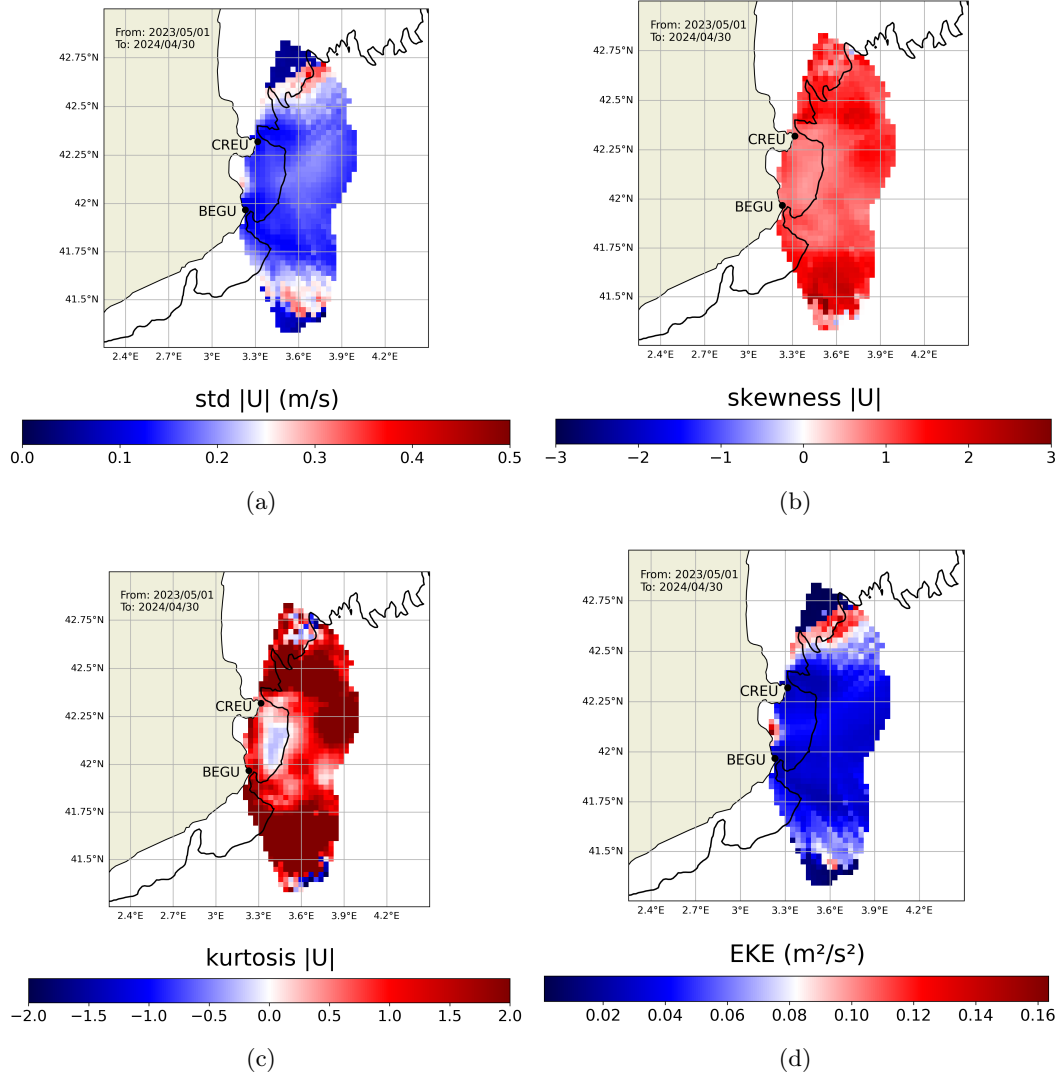 From: 2023/05/01
To: 2024/04/30
42.75°N
42.5°N
42.25°N
42°N
41.75°N
41.5°N
CREU
BEGU
2.4°E 2.7°E 3°E 3.3°E 3.6°E 3.9°E 4.2°E
std |U| (m/s)
0.0 0.1 0.2 0.3 0.4 0.5
(a)
From: 2023/05/01
To: 2024/04/30
42.75°N
42.5°N
42.25°N
42°N
41.75°N
41.5°N
CREU
BEGU
2.4°E 2.7°E 3°E 3.3°E 3.6°E 3.9°E 4.2°E
skewness |U|
−3 −2 −1 0 1 2 3
(b)
From: 2023/05/01
To: 2024/04/30
42.75°N
42.5°N
42.25°N
42°N
41.75°N
41.5°N
CREU
BEGU
2.4°E 2.7°E 3°E 3.3°E 3.6°E 3.9°E 4.2°E
kurtosis |U|
−2.0 −1.5 −1.0 −0.5 0.0 0.5 1.0 1.5 2.0
(c)
From: 2023/05/01
To: 2024/04/30
42.75°N
42.5°N
42.25°N
42°N
41.75°N
41.5°N
CREU
BEGU
2.4°E 2.7°E 3°E 3.3°E 3.6°E 3.9°E 4.2°E
EKE (m²/s²)
0.02 0.04 0.06 0.08 0.10 0.12 0.14 0.16
(d)